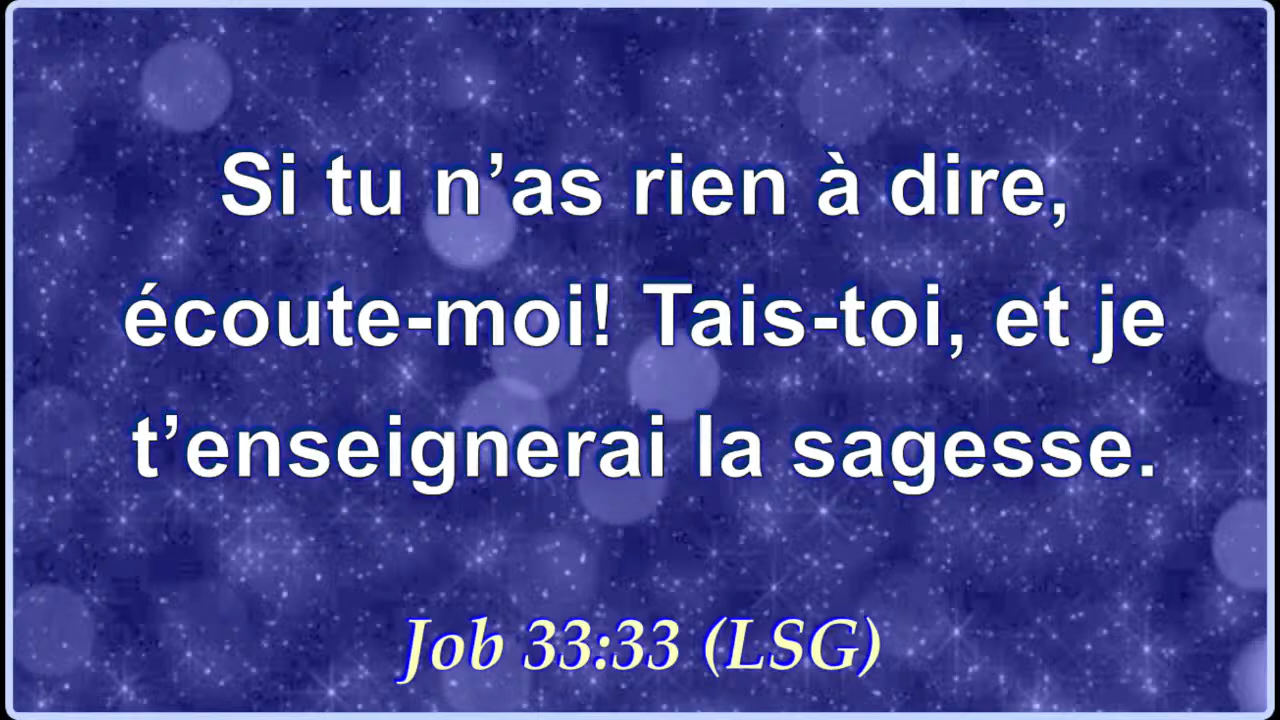 Si tu n’as rien à dire,
écoute-moi! Tais-toi, et je
t’enseignerai la sagesse.
Job 33:33 (LSG)